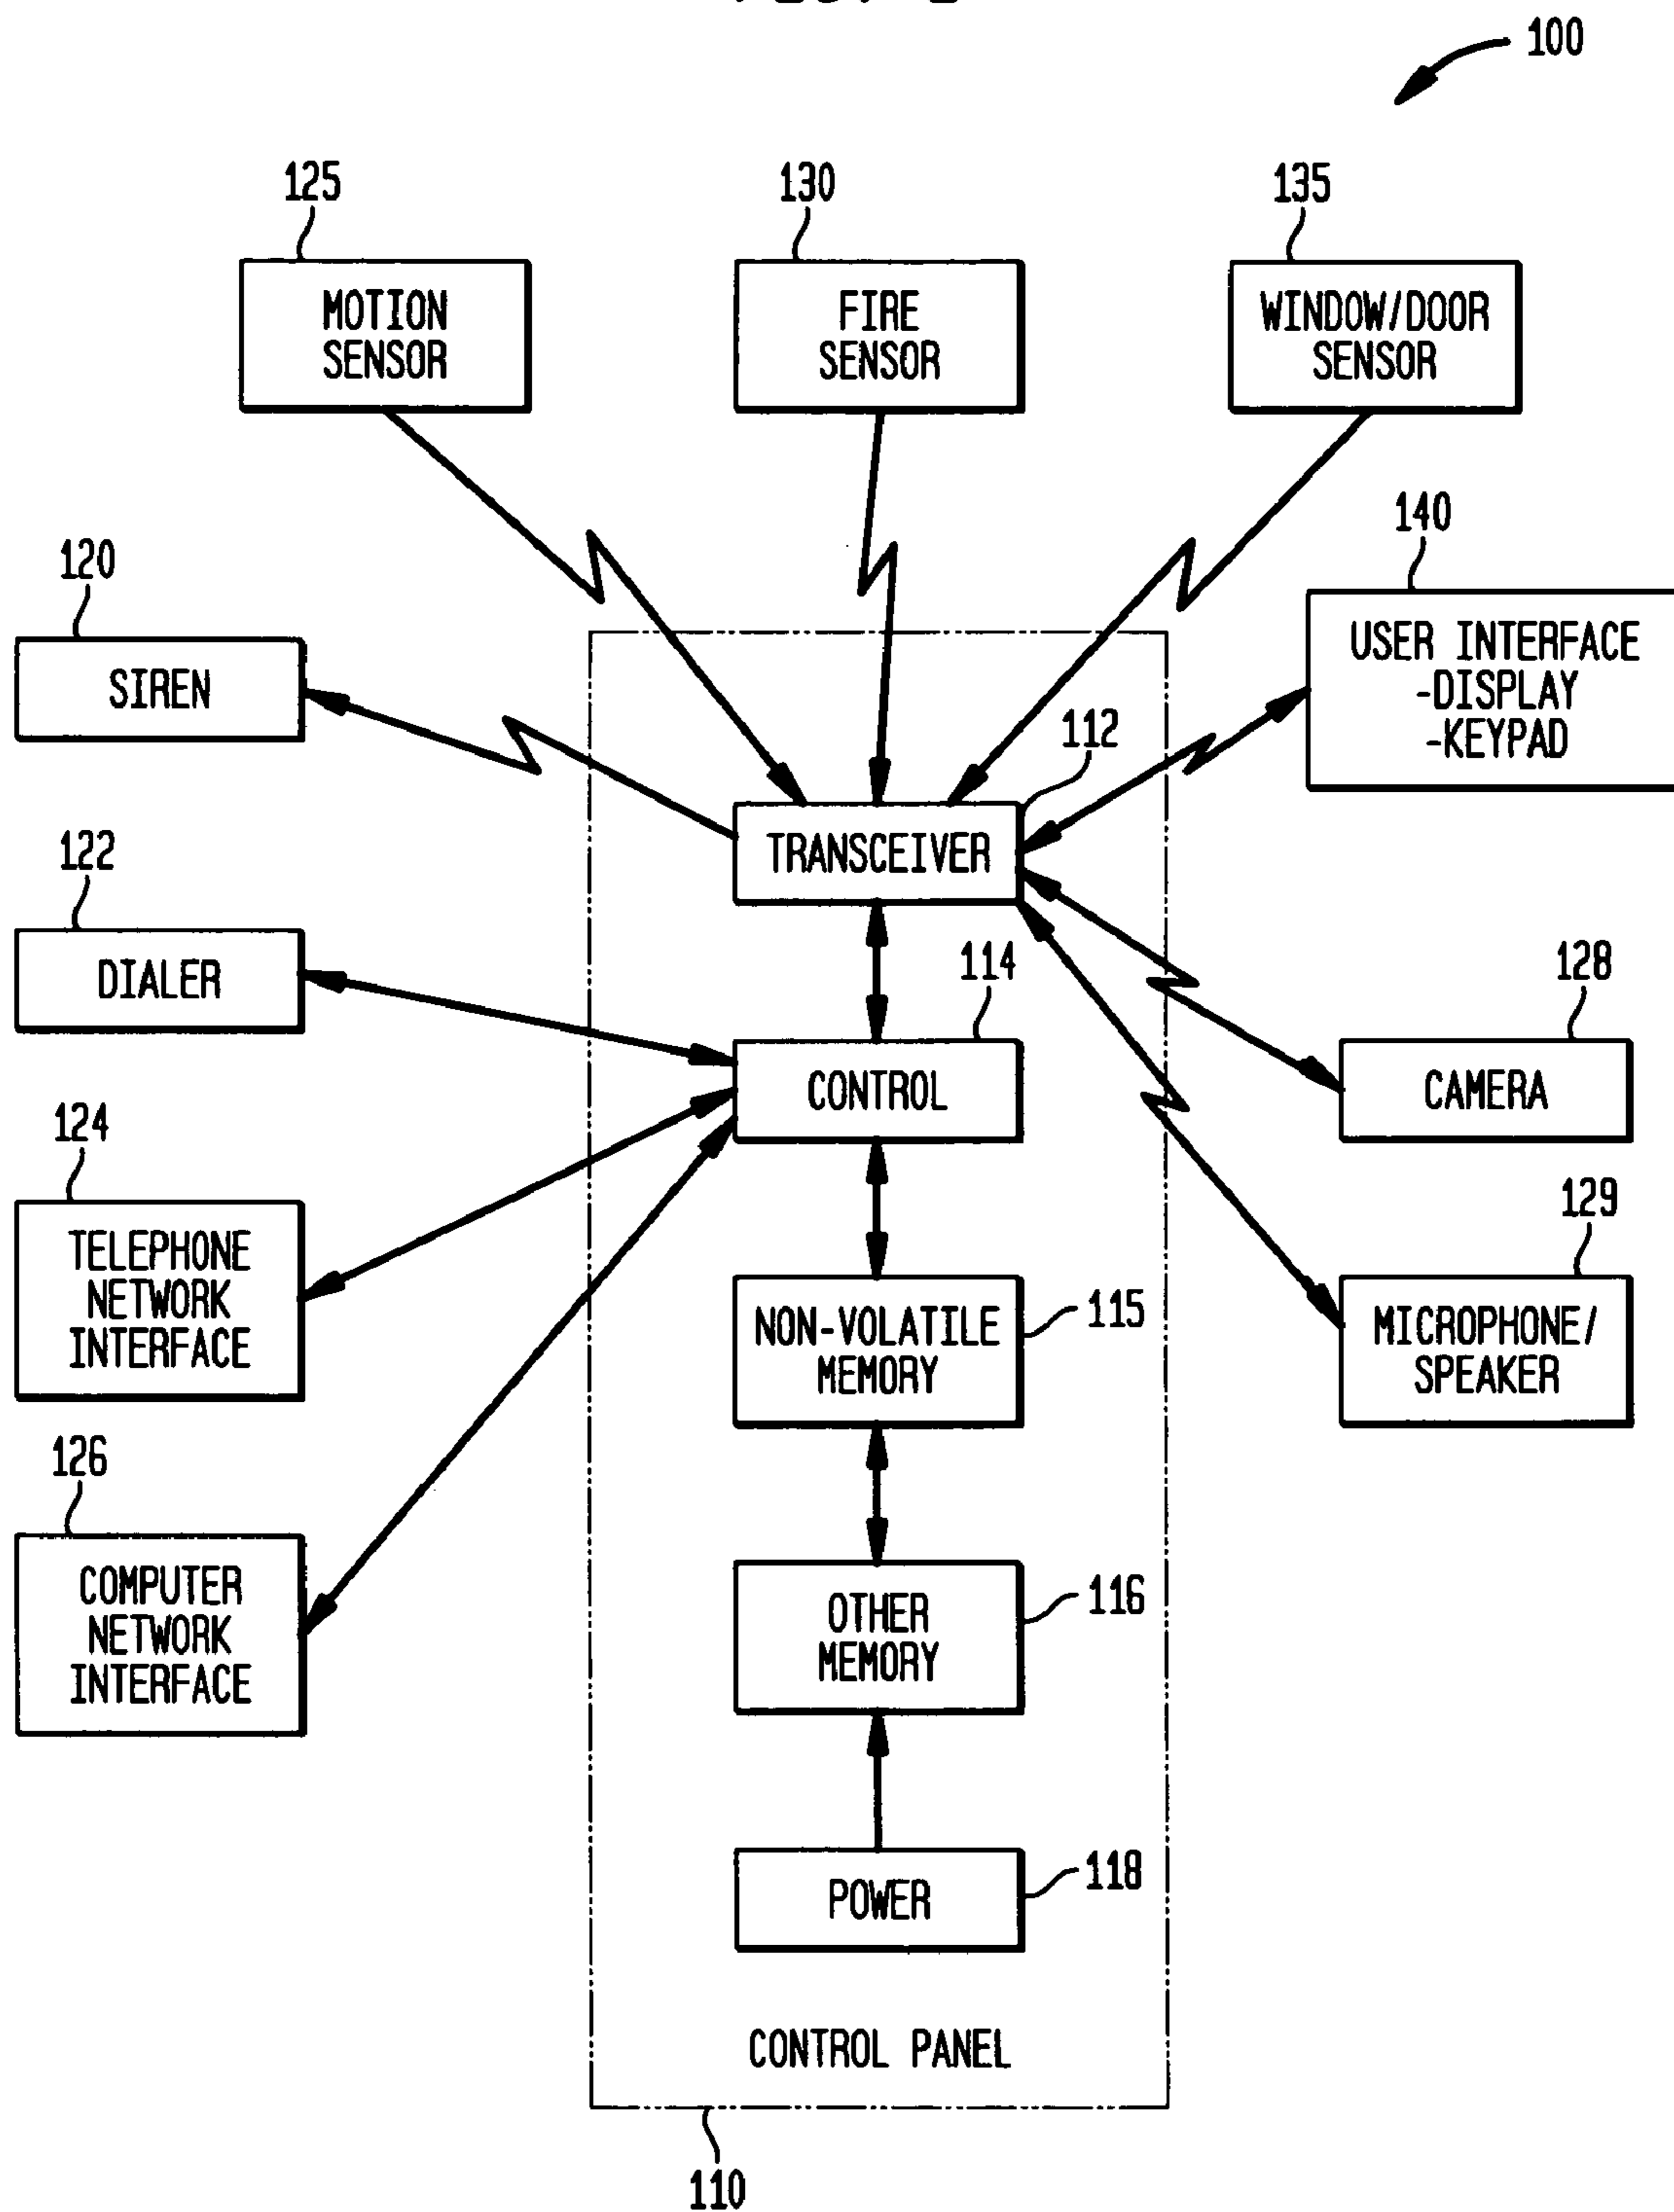 100
125
130
135
MOTION
SENSOR
FIRE
SENSOR
WINDOW/DOOR
SENSOR
140
120
USER INTERFACE
-DISPLAY
-KEYPAD
SIREN
112
TRANSCEIVER
122
DIALER
114
128
CONTROL
CAMERA
124
129
TELEPHONE
NETWORK
INTERFACE
NON-VOLATILE
MEMORY
115
MICROPHONE/
SPEAKER
126
COMPUTER
NETWORK
INTERFACE
OTHER
MEMORY
116
POWER
118
CONTROL PANEL
110